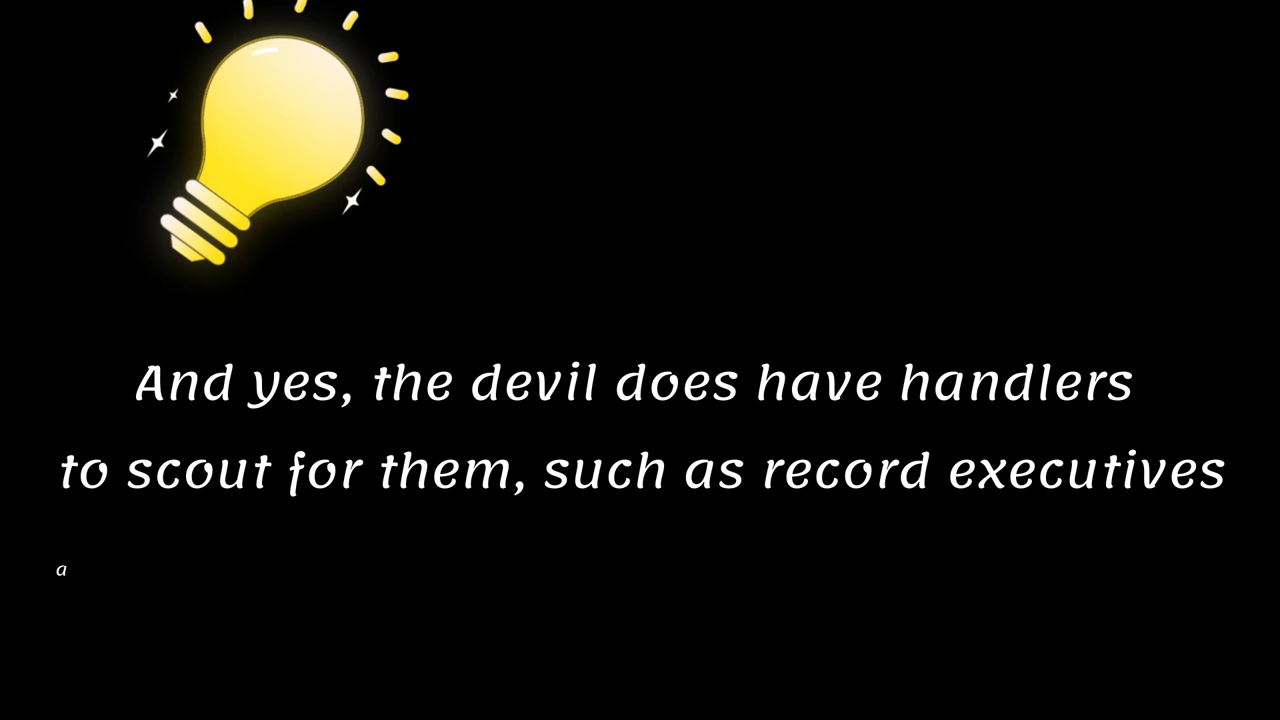 And yes, the devil does have handlers
to scout for them, such as record executives
a